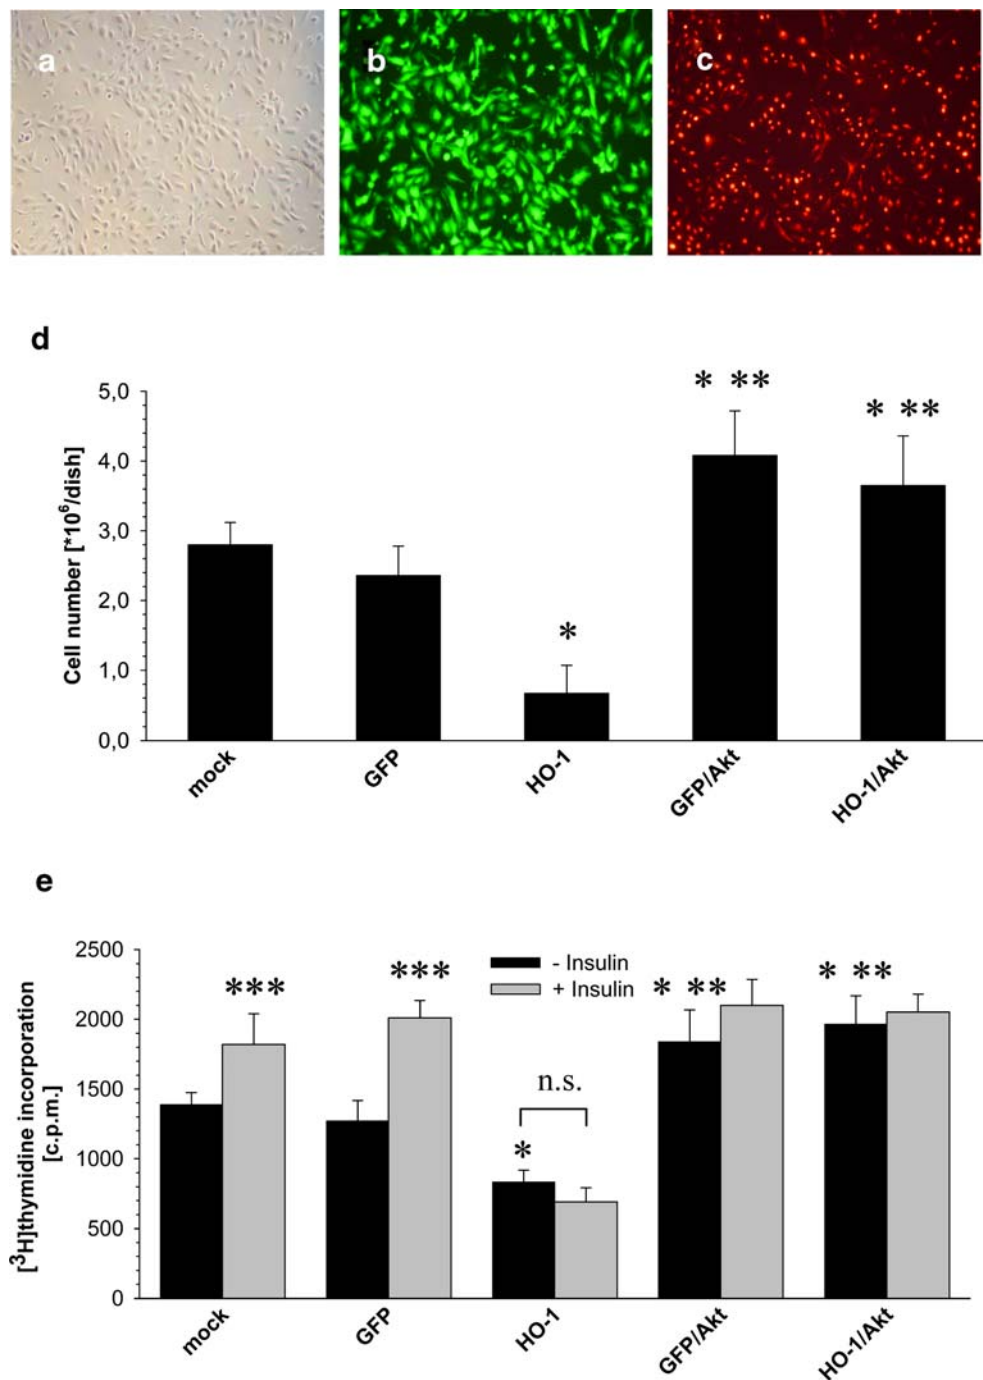 a
b
c
d
* **
* **
*
5,0
4,0
3,0
2,0
1,0
0,0
Cell number [*10⁶/dish]
mock
GFP
HO-1
GFP/Akt
HO-1/Akt
e
- Insulin
+ Insulin
***
***
* **
* **
n.s.
*
2500
2000
1500
1000
500
0
[³H]thymidine incorporation
[c.p.m.]
mock
GFP
HO-1
GFP/Akt
HO-1/Akt